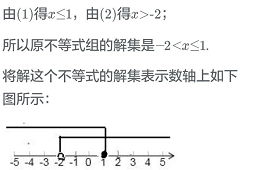 由(1)得x≤1，由(2)得x>-2；
所以原不等式组的解集是−2<x≤1.
将解这个不等式的解集表示数轴上如下
图所示：
-5 -4 -3 -2 -1 0 1 2 3 4 5